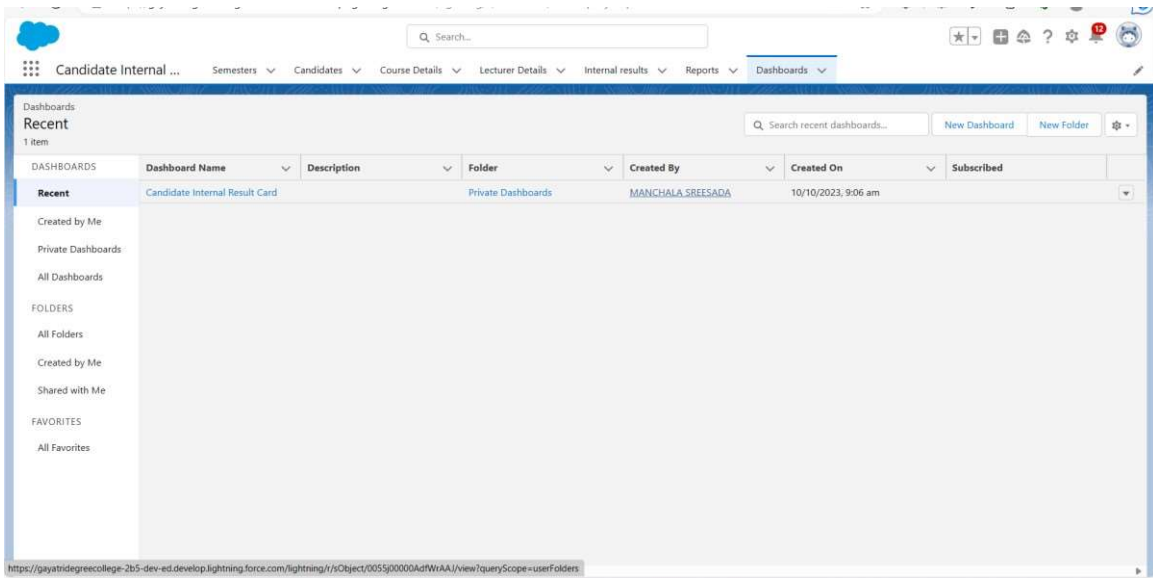 Search...
12
Candidate Internal ... Semesters Candidates Course Details Lecturer Details Internal results Reports Dashboards
Dashboards
Recent
1 item
Search recent dashboards...
New Dashboard New Folder
DASHBOARDS
Dashboard Name Description Folder Created By Created On Subscribed
Recent
Candidate Internal Result Card Private Dashboards MANCHALA SREESADA 10/10/2023, 9:06 am
Created by Me
Private Dashboards
All Dashboards
FOLDERS
All Folders
Created by Me
Shared with Me
FAVORITES
All Favorites
https://gayatridegreecollege-2b5-dev-ed.develop.lightning.force.com/lightning/r/sObject/0055j00000AdfWrAAJ/view?queryScope=userFolders